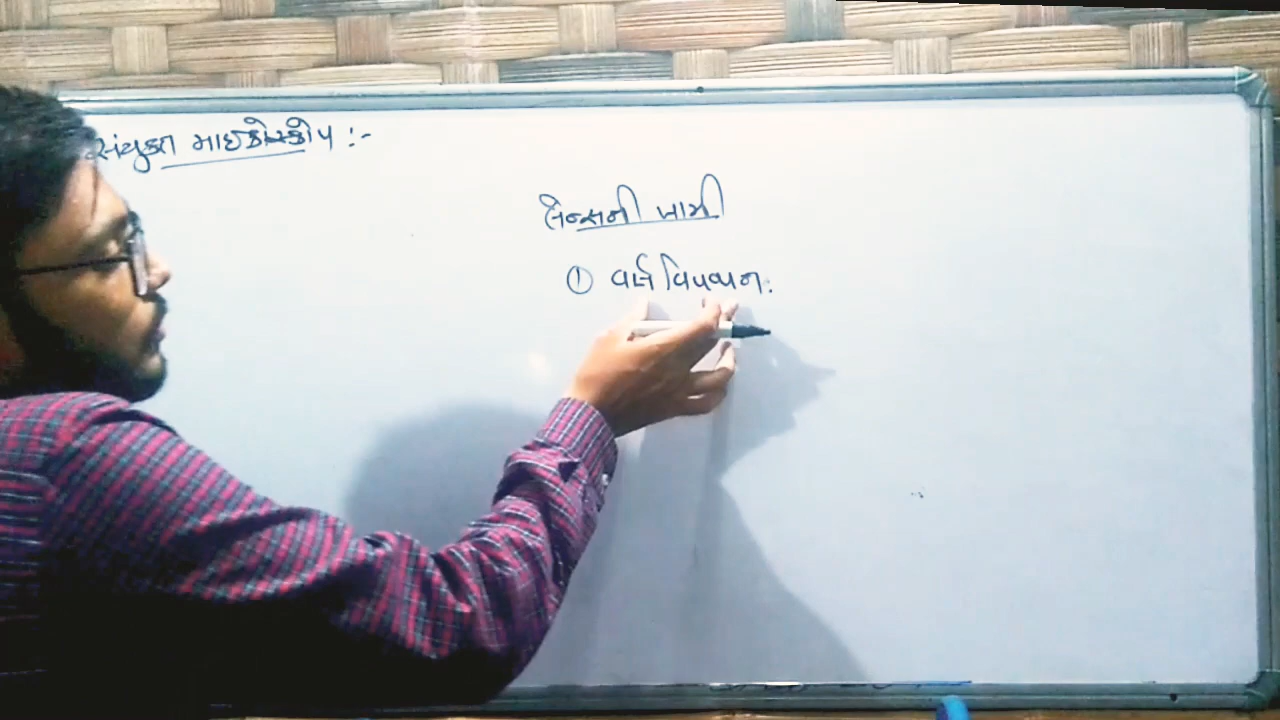 સંયુક્ત માઇક્રોસ્કોપ :-
લેન્સની ખામી
① વર્ણ વિપથન :